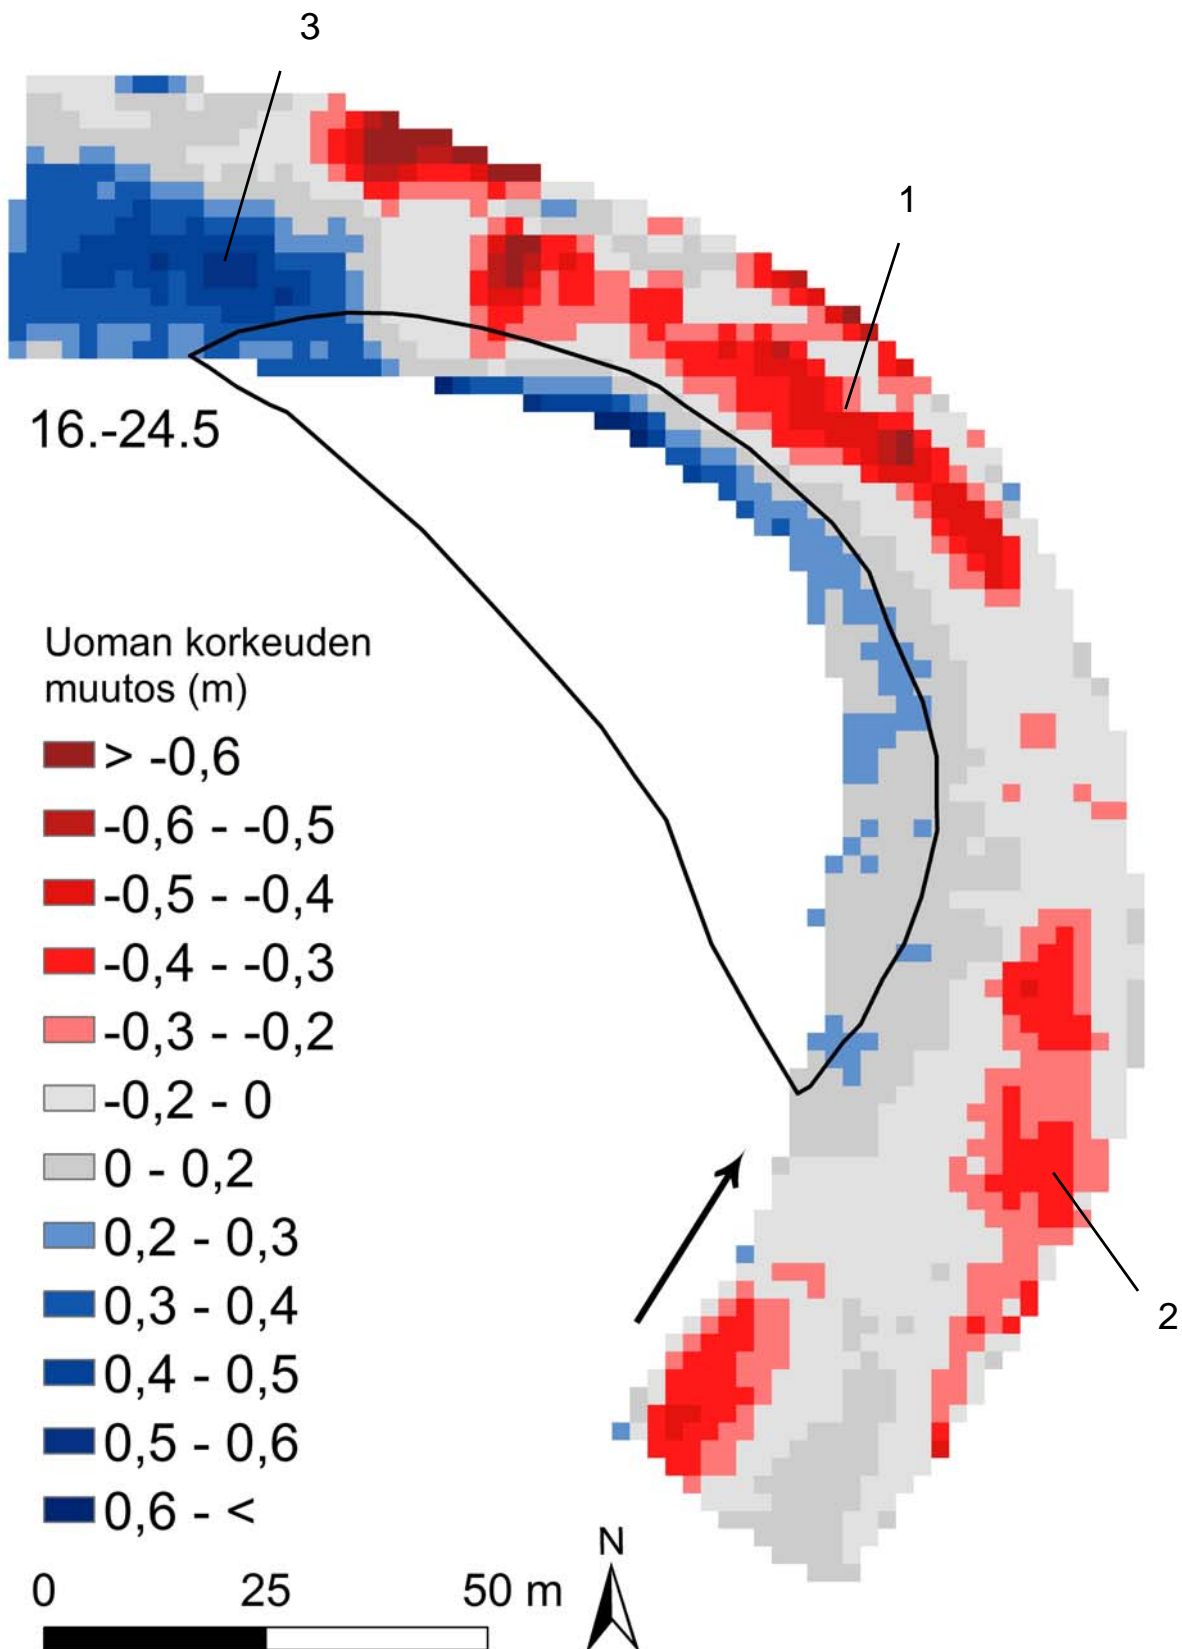 3
1
16.-24.5
Uoman korkeuden
muutos (m)
> -0,6
-0,6 - -0,5
-0,5 - -0,4
-0,4 - -0,3
-0,3 - -0,2
-0,2 - 0
0 - 0,2
0,2 - 0,3
0,3 - 0,4
0,4 - 0,5
0,5 - 0,6
0,6 - <
2
N
0 25 50 m